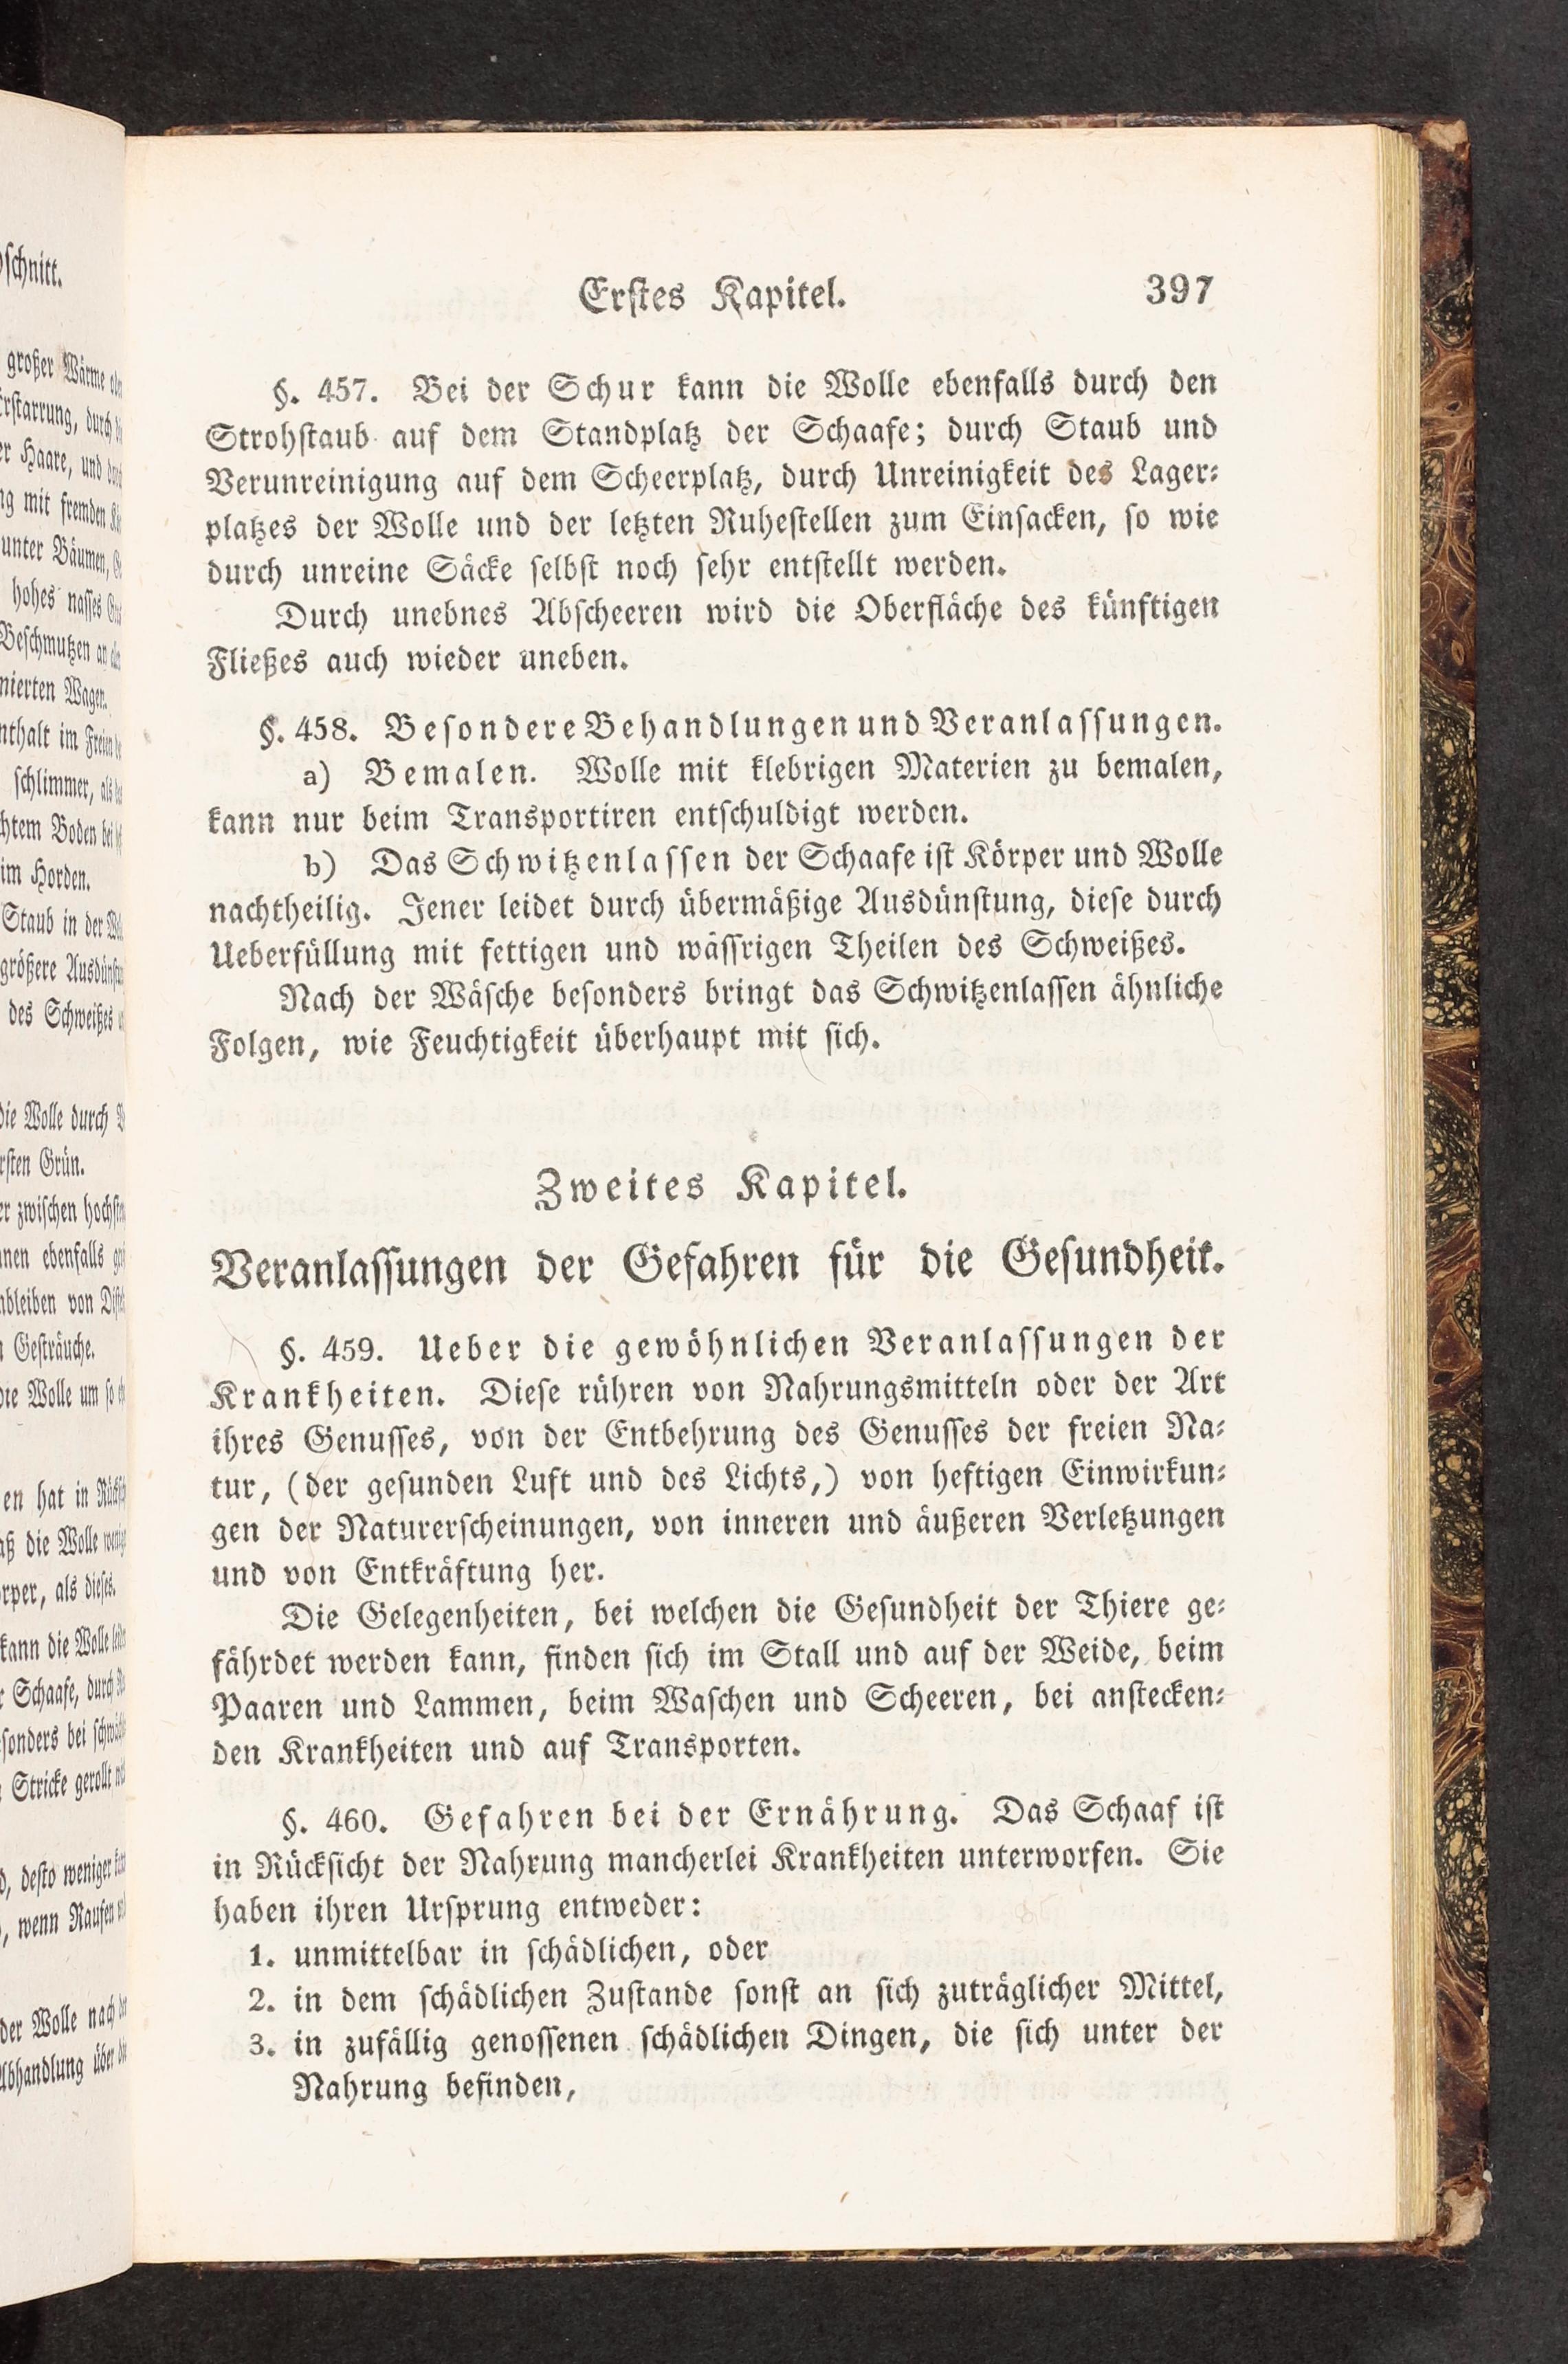 Erstes Kapitel. 397
§. 457. Bei der Schur kann die Wolle ebenfalls durch den
Strohstaub auf dem Standplatz der Schaafe; durch Staub und
Verunreinigung auf dem Scheerplatz, durch Unreinigkeit des Lager-
platzes der Wolle und der letzten Ruhestellen zum Einsacken, so wie
durch unreine Säcke selbst noch sehr entstellt werden.
Durch unebnes Abscheeren wird die Oberfläche des künftigen
Fließes auch wieder uneben.
§. 458. Besondere Behandlungen und Veranlassungen.
a) Bemalen. Wolle mit klebrigen Materien zu bemalen,
kann nur beim Transportiren entschuldigt werden.
b) Das Schwitzenlassen der Schaafe ist Körper und Wolle
nachtheilig. Jener leidet durch übermäßige Ausdünstung, diese durch
Ueberfüllung mit fettigen und wässrigen Theilen des Schweißes.
Nach der Wäsche besonders bringt das Schwitzenlassen ähnliche
Folgen, wie Feuchtigkeit überhaupt mit sich.
Zweites Kapitel.
Veranlassungen der Gefahren für die Gesundheit.
§. 459. Ueber die gewöhnlichen Veranlassungen der
Krankheiten. Diese rühren von Nahrungsmitteln oder der Art
ihres Genusses, von der Entbehrung des Genusses der freien Na-
tur, (der gesunden Luft und des Lichts,) von heftigen Einwirkun-
gen der Naturerscheinungen, von inneren und äußeren Verletzungen
und von Entkräftung her.
Die Gelegenheiten, bei welchen die Gesundheit der Thiere ge-
fährdet werden kann, finden sich im Stall und auf der Weide, beim
Paaren und Lammen, beim Waschen und Scheeren, bei anstecken-
den Krankheiten und auf Transporten.
§. 460. Gefahren bei der Ernährung. Das Schaaf ist
in Rücksicht der Nahrung mancherlei Krankheiten unterworfen. Sie
haben ihren Ursprung entweder:
1. unmittelbar in schädlichen, oder
2. in dem schädlichen Zustande sonst an sich zuträglicher Mittel,
3. in zufällig genossenen schädlichen Dingen, die sich unter der
Nahrung befinden,